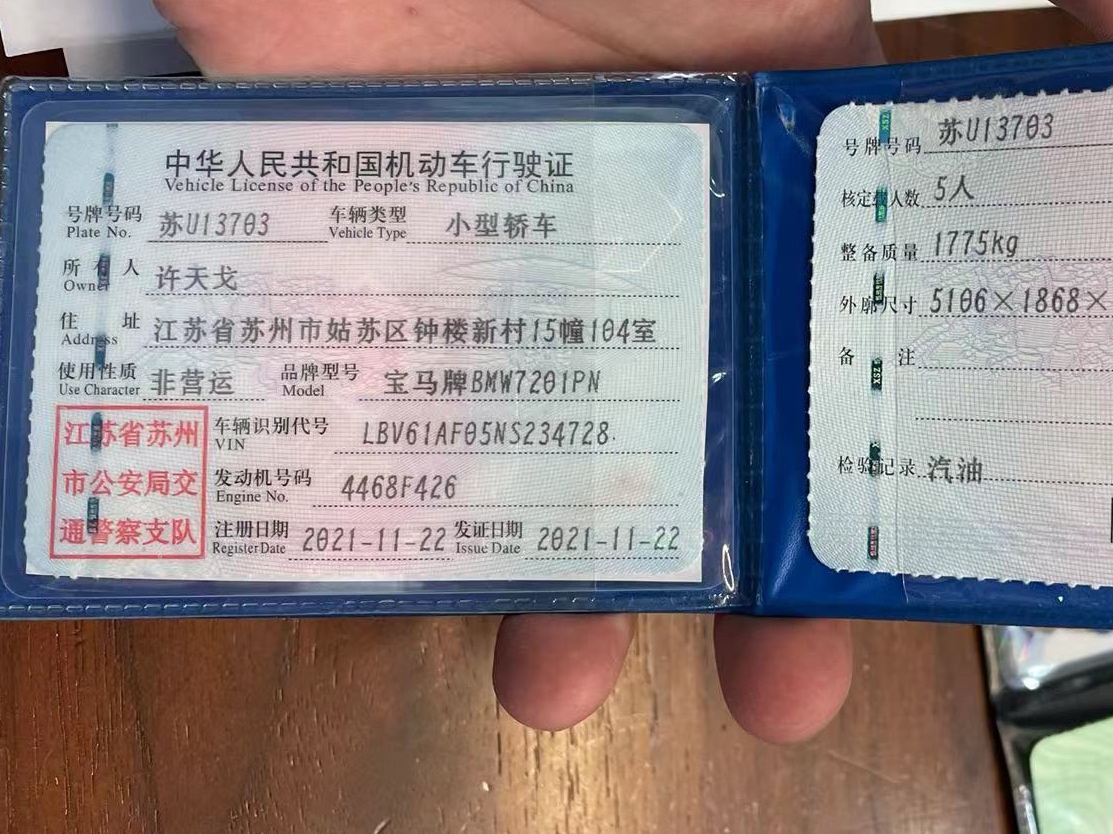 中华人民共和国机动车行驶证
Vehicle License of the People's Republic of China
号牌号码 苏U13703 车辆类型 小型轿车
Plate No. Vehicle Type
所有人 许天戈
Owner
住址 江苏省苏州市姑苏区钟楼新村15幢104室
Address
使用性质 非营运 品牌型号 宝马牌BMW7201PN
Use Character Model
江苏省苏州
市公安局交
通警察支队
车辆识别代号 LBV61AF05NS234728
VIN
发动机号码 4468F426
Engine No.
注册日期 2021-11-22 发证日期 2021-11-22
Register Date Issue Date
号牌号码 苏U13703
核定载人数 5人
整备质量 1775kg
外廓尺寸 5106×1868×
备注
检验记录 汽油
XSZ
XSZ